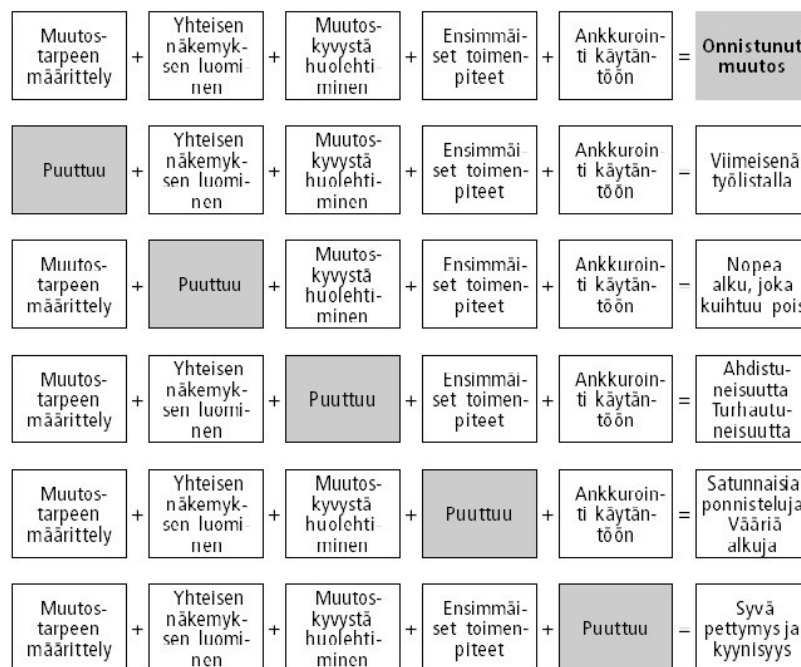 Muutos-
tarpeen
määrittely
+
Yhteisen
näkemyk-
sen luomi-
nen
+
Muutos-
kyvystä
huolehti-
minen
+
Ensimmäi-
set toimen-
piteet
+
Ankkuroin-
ti käytän-
töön
=
Onnistunut
muutos
Puuttuu
+
Yhteisen
näkemyk-
sen luomi-
nen
+
Muutos-
kyvystä
huolehti-
minen
+
Ensimmäi-
set toimen-
piteet
+
Ankkuroin-
ti käytän-
töön
=
Viimeisenä
työlistalla
Muutos-
tarpeen
määrittely
+
Puuttuu
+
Muutos-
kyvystä
huolehti-
minen
+
Ensimmäi-
set toimen-
piteet
+
Ankkuroin-
ti käytän-
töön
=
Nopea
alku, joka
kuihtuu pois
Muutos-
tarpeen
määrittely
+
Yhteisen
näkemyk-
sen luomi-
nen
+
Puuttuu
+
Ensimmäi-
set toimen-
piteet
+
Ankkuroin-
ti käytän-
töön
=
Ahdistu-
neisuutta
Turhautu-
neisuutta
Muutos-
tarpeen
määrittely
+
Yhteisen
näkemyk-
sen luomi-
nen
+
Muutos-
kyvystä
huolehti-
minen
+
Puuttuu
+
Ankkuroin-
ti käytän-
töön
=
Satunnaisia
ponnisteluja
Vääriä
alkuja
Muutos-
tarpeen
määrittely
+
Yhteisen
näkemyk-
sen luomi-
nen
+
Muutos-
kyvystä
huolehti-
minen
+
Ensimmäi-
set toimen-
piteet
+
Puuttuu
=
Syvä
pettymys ja
kyynisyys